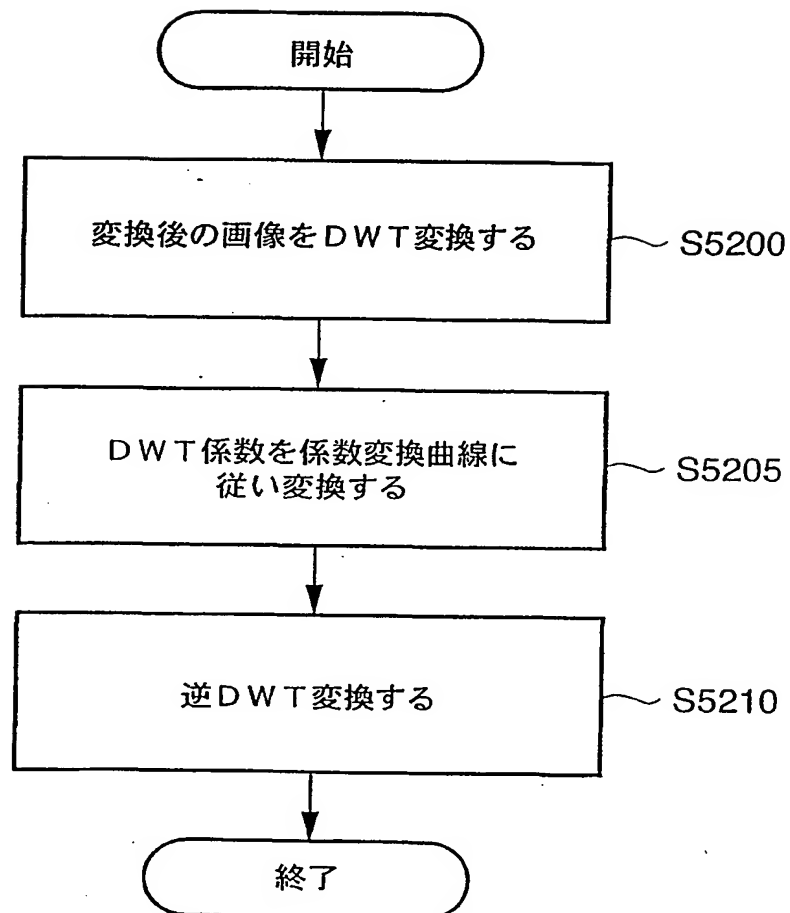 開始
変換後の画像をDWT変換する
S5200
DWT係数を係数変換曲線に
従い変換する
S5205
逆DWT変換する
S5210
終了